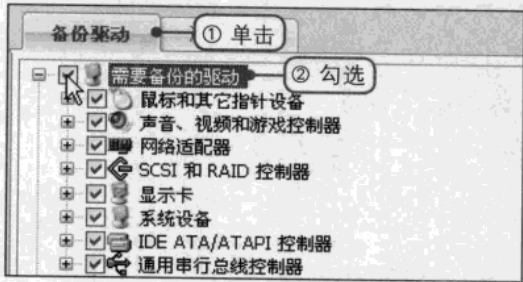 备份驱动
① 单击
需要备份的驱动
② 勾选
鼠标和其它指针设备
声音、视频和游戏控制器
网络适配器
SCSI 和 RAID 控制器
显示卡
系统设备
IDE ATA/ATAPI 控制器
通用串行总线控制器